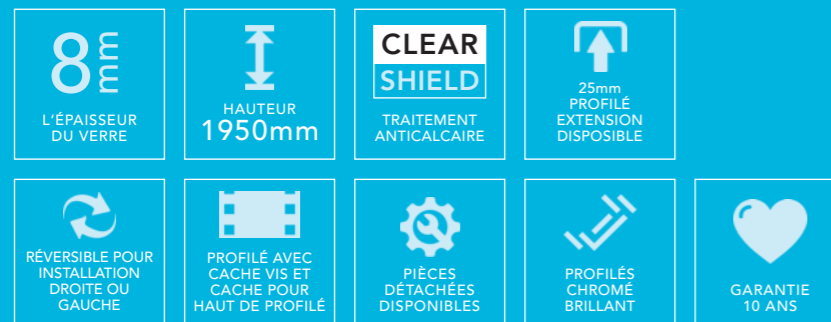 8mm
L'ÉPAISSEUR
DU VERRE
HAUTEUR
1950mm
CLEAR
SHIELD
TRAITEMENT
ANTICALCAIRE
25mm
PROFILÉ
EXTENSION
DISPOSIBLE
RÉVERSIBLE POUR
INSTALLATION
DROITE OU
GAUCHE
PROFILÉ AVEC
CACHE VIS ET
CACHE POUR
HAUT DE PROFILÉ
PIÈCES
DÉTACHÉES
DISPONIBLES
PROFILÉS
CHROMÉ
BRILLANT
GARANTIE
10 ANS